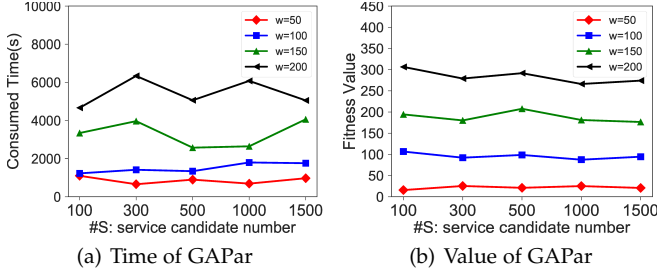 10000
8000
6000
4000
2000
0
Consumed Time(s)
w=50
w=100
w=150
w=200
100 300 500 1000 1500
#S: service candidate number
(a) Time of GAPar
450
400
350
300
250
200
150
100
50
0
Fitness Value
w=50
w=100
w=150
w=200
100 300 500 1000 1500
#S: service candidate number
(b) Value of GAPar